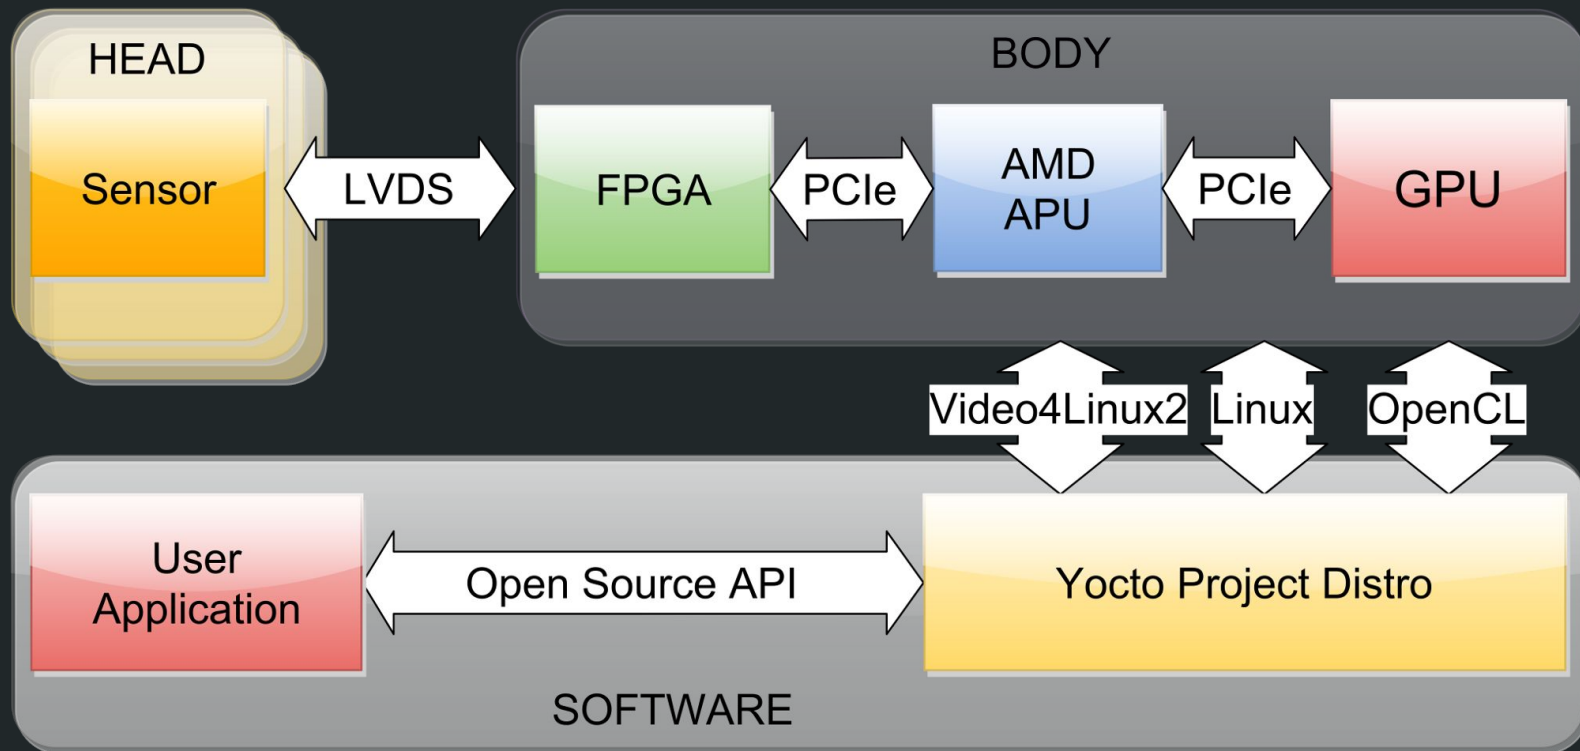 HEAD
BODY
Sensor
LVDS
FPGA
PCIe
AMD
APU
PCIe
GPU
Video4Linux2
Linux
OpenCL
User
Application
Open Source API
Yocto Project Distro
SOFTWARE